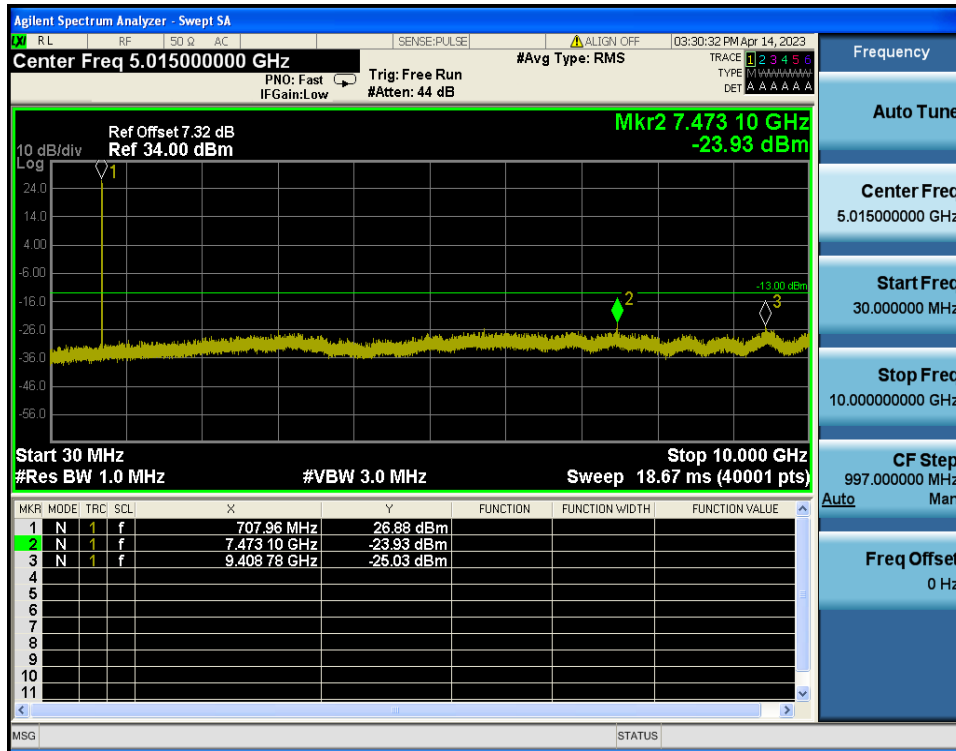 Agilent Spectrum Analyzer - Swept SA
LXI RL RF 50 Ω AC SENSE:PULSE ALIGN OFF 03:30:32 PM Apr 14, 2023
Center Freq 5.015000000 GHz #Avg Type: RMS TRACE 1 2 3 4 5 6
PNO: Fast Trig: Free Run TYPE M WWWWW
IFGain:Low #Atten: 44 dB DET A A A A A A
Mkr2 7.473 10 GHz
Ref Offset 7.32 dB
-23.93 dBm
10 dB/div Ref 34.00 dBm
Log
1
24.0
14.0
4.00
-6.00
-13.00 dBm
-16.0
2
3
-26.0
-36.0
-46.0
-56.0
Start 30 MHz Stop 10.000 GHz
#Res BW 1.0 MHz #VBW 3.0 MHz Sweep 18.67 ms (40001 pts)
MKR MODE TRC SCL X Y FUNCTION FUNCTION WIDTH FUNCTION VALUE
1 N 1 f 707.96 MHz 26.88 dBm
2 N 1 f 7.473 10 GHz -23.93 dBm
3 N 1 f 9.408 78 GHz -25.03 dBm
4
5
6
7
8
9
10
11
MSG STATUS
Frequency
Auto Tune
Center Freq
5.015000000 GHz
Start Freq
30.000000 MHz
Stop Freq
10.000000000 GHz
CF Step
997.000000 MHz
Auto Man
Freq Offset
0 Hz